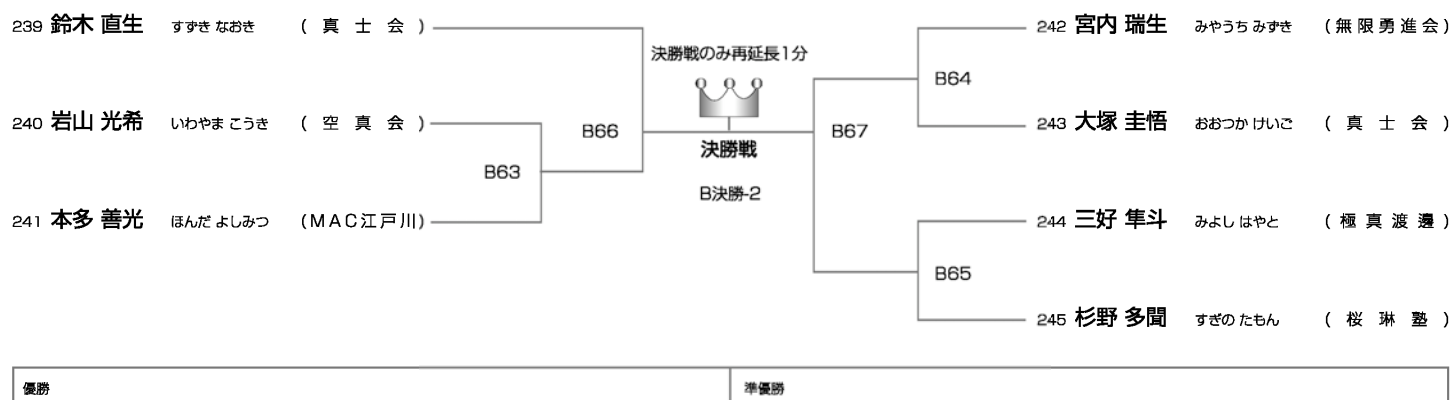 239 鈴木 直生 すずき なおき ( 真 士 会 )
240 岩山 光希 いわやま こうき ( 空 真 会 )
241 本多 善光 ほんだ よしみつ (MAC江戸川)
B63
B66
決勝戦のみ再延長1分
決勝戦
B決勝-2
B67
B64
B65
242 宮内 瑞生 みやうち みずき (無限勇進会)
243 大塚 圭悟 おおつか けいご ( 真 士 会 )
244 三好 隼斗 みよし はやと ( 極 真 渡 邊 )
245 杉野 多聞 すぎの たもん ( 桜 琳 塾 )
優勝
準優勝